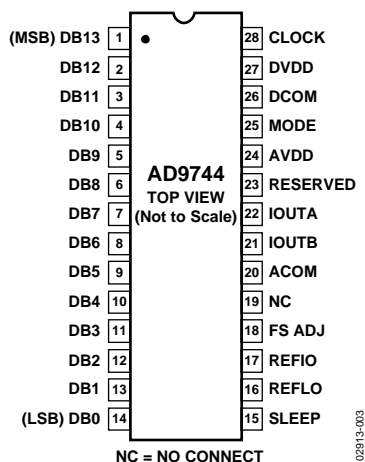 (MSB) DB13 1 28 CLOCK
DB12 2 27 DVDD
DB11 3 26 DCOM
DB10 4 25 MODE
DB9 5 24 AVDD
DB8 6 23 RESERVED
DB7 7 22 IOUTA
DB6 8 21 IOUTB
DB5 9 20 ACOM
DB4 10 19 NC
DB3 11 18 FS ADJ
DB2 12 17 REFIO
DB1 13 16 REFLO
(LSB) DB0 14 15 SLEEP
AD9744
TOP VIEW
(Not to Scale)
NC = NO CONNECT
02913-003